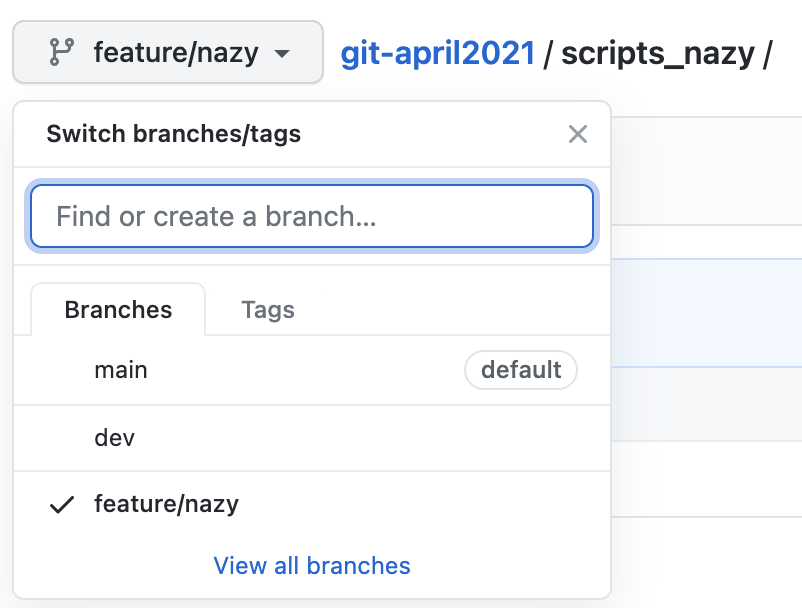 feature/nazy git-april2021 / scripts_nazy /
Switch branches/tags
Find or create a branch...
Branches Tags
main default
dev
feature/nazy
View all branches